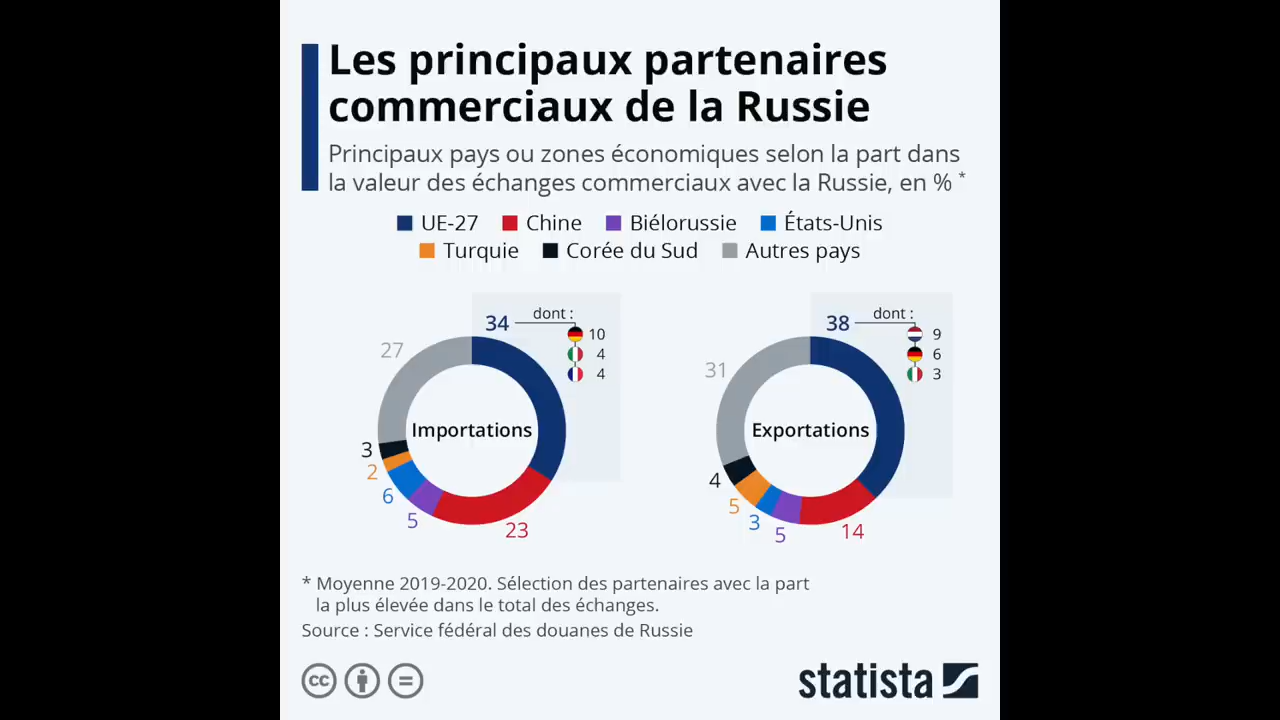 Les principaux partenaires
commerciaux de la Russie
Principaux pays ou zones économiques selon la part dans
la valeur des échanges commerciaux avec la Russie, en % *
UE-27 Chine Biélorussie États-Unis
Turquie Corée du Sud Autres pays
34 dont :
10
4
4
27
Importations
3
2
6
5
23
38 dont :
9
6
3
31
Exportations
4
5
3
5
14
* Moyenne 2019-2020. Sélection des partenaires avec la part
la plus élevée dans le total des échanges.
Source : Service fédéral des douanes de Russie
cc
statista